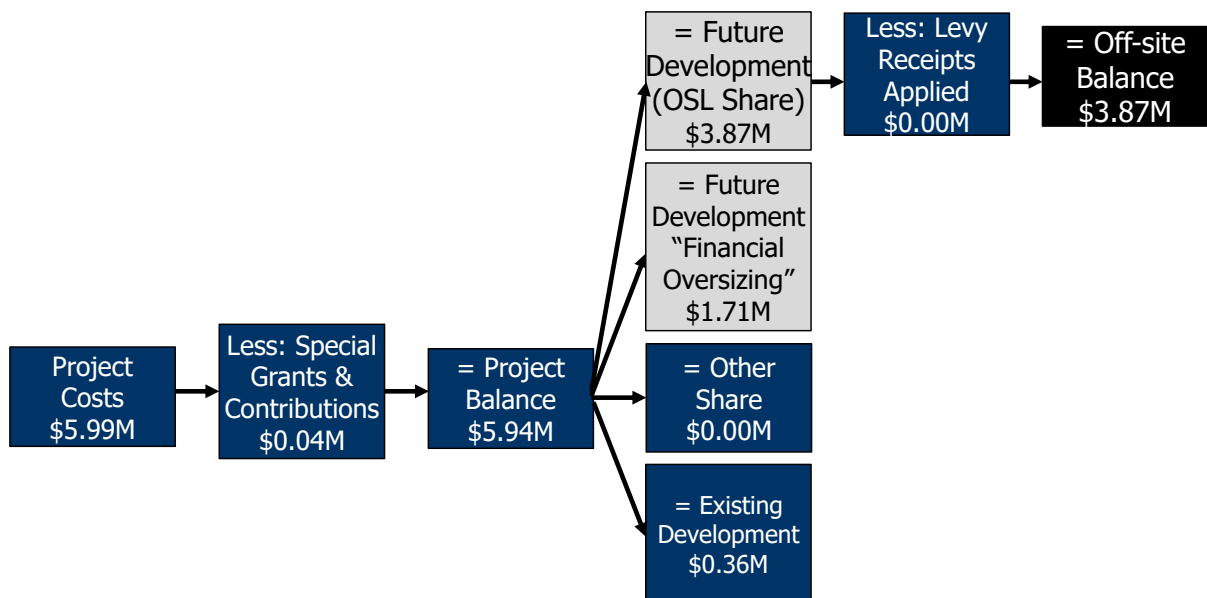 Project
Costs
$5.99M
Less: Special
Grants &
Contributions
$0.04M
= Project
Balance
$5.94M
= Future
Development
(OSL Share)
$3.87M
Less: Levy
Receipts
Applied
$0.00M
= Off-site
Balance
$3.87M
= Future
Development
“Financial
Oversizing”
$1.71M
= Other
Share
$0.00M
= Existing
Development
$0.36M